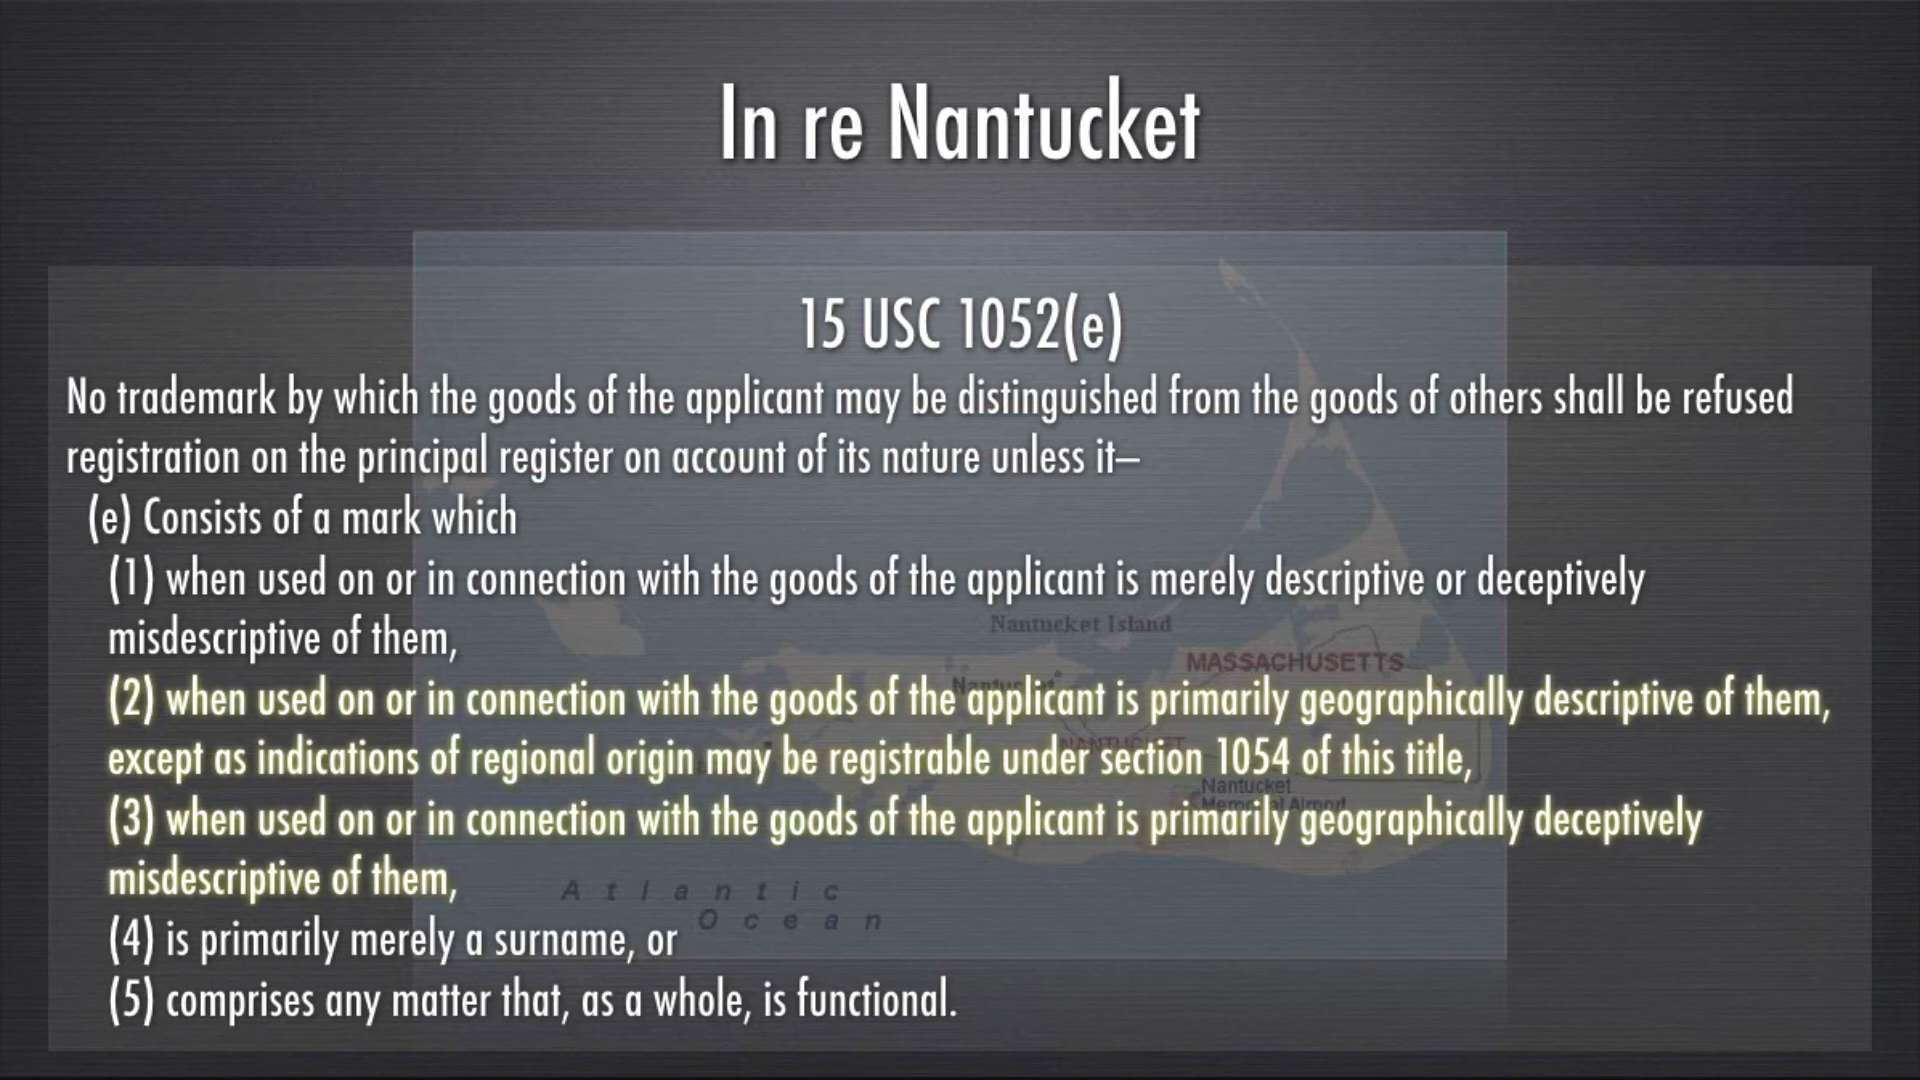 In re Nantucket
15 USC 1052(e)
No trademark by which the goods of the applicant may be distinguished from the goods of others shall be refused
registration on the principal register on account of its nature unless it–
(e) Consists of a mark which
(1) when used on or in connection with the goods of the applicant is merely descriptive or deceptively
misdescriptive of them,
Nantucket Island
MASSACHUSETTS
Nantucket
(2) when used on or in connection with the goods of the applicant is primarily geographically descriptive of them,
except as indications of regional origin may be registrable under section 1054 of this title,
NANTUCKET
Nantucket
Memorial Airport
(3) when used on or in connection with the goods of the applicant is primarily geographically deceptively
misdescriptive of them,
Atlantic
Ocean
(4) is primarily merely a surname, or
(5) comprises any matter that, as a whole, is functional.